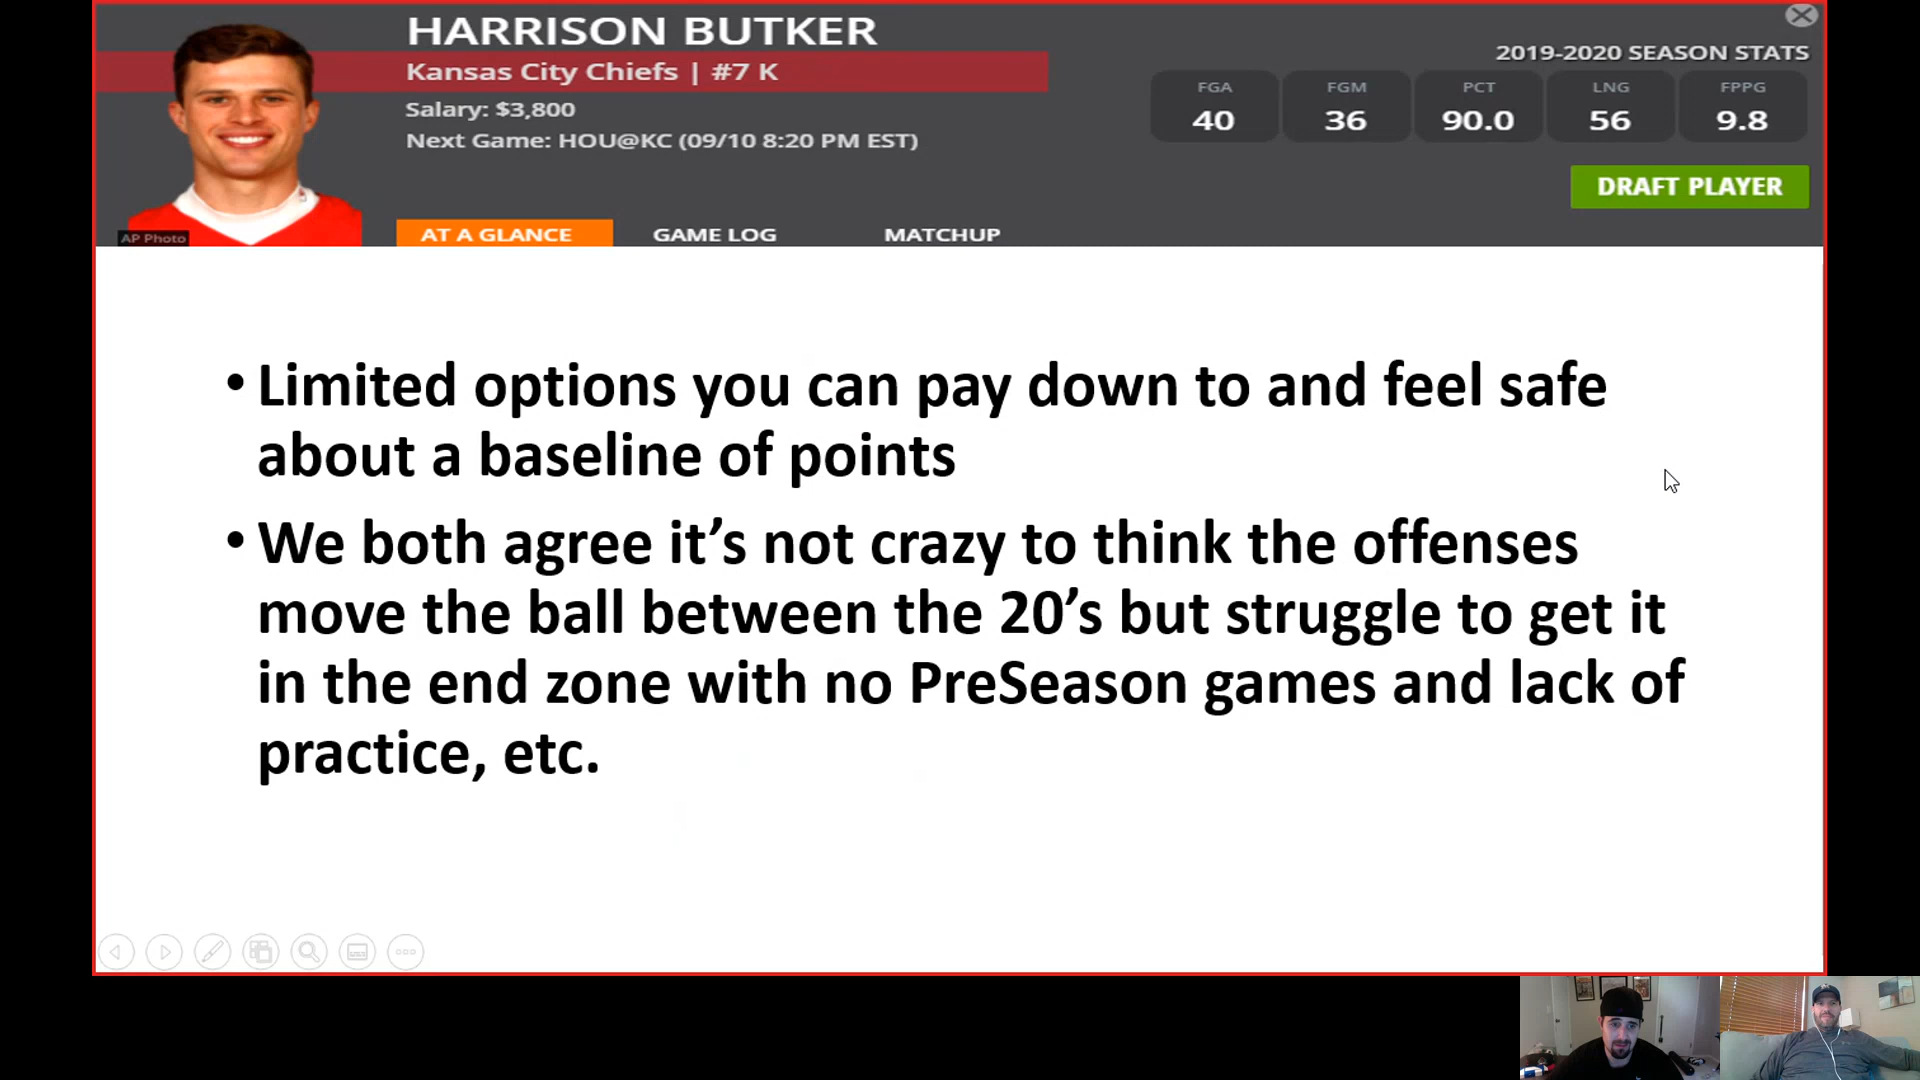 HARRISON BUTKER
Kansas City Chiefs | #7 K
Salary: $3,800
Next Game: HOU@KC (09/10 8:20 PM EST)
2019-2020 SEASON STATS
FGA FGM PCT LNG FPPG
40 36 90.0 56 9.8
DRAFT PLAYER
AP Photo
AT A GLANCE GAME LOG MATCHUP
• Limited options you can pay down to and feel safe
about a baseline of points
• We both agree it’s not crazy to think the offenses
move the ball between the 20’s but struggle to get it
in the end zone with no PreSeason games and lack of
practice, etc.